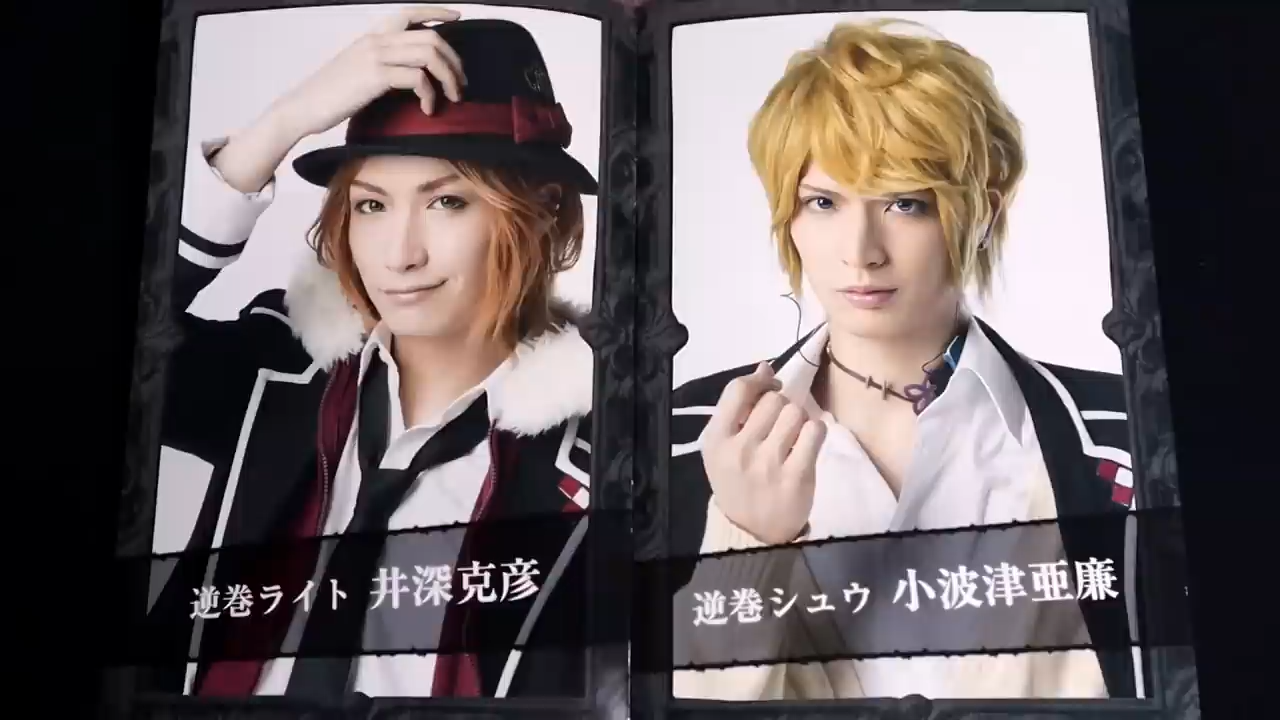 逆巻ライト 井深克彦
逆巻シュウ 小波津亜廉